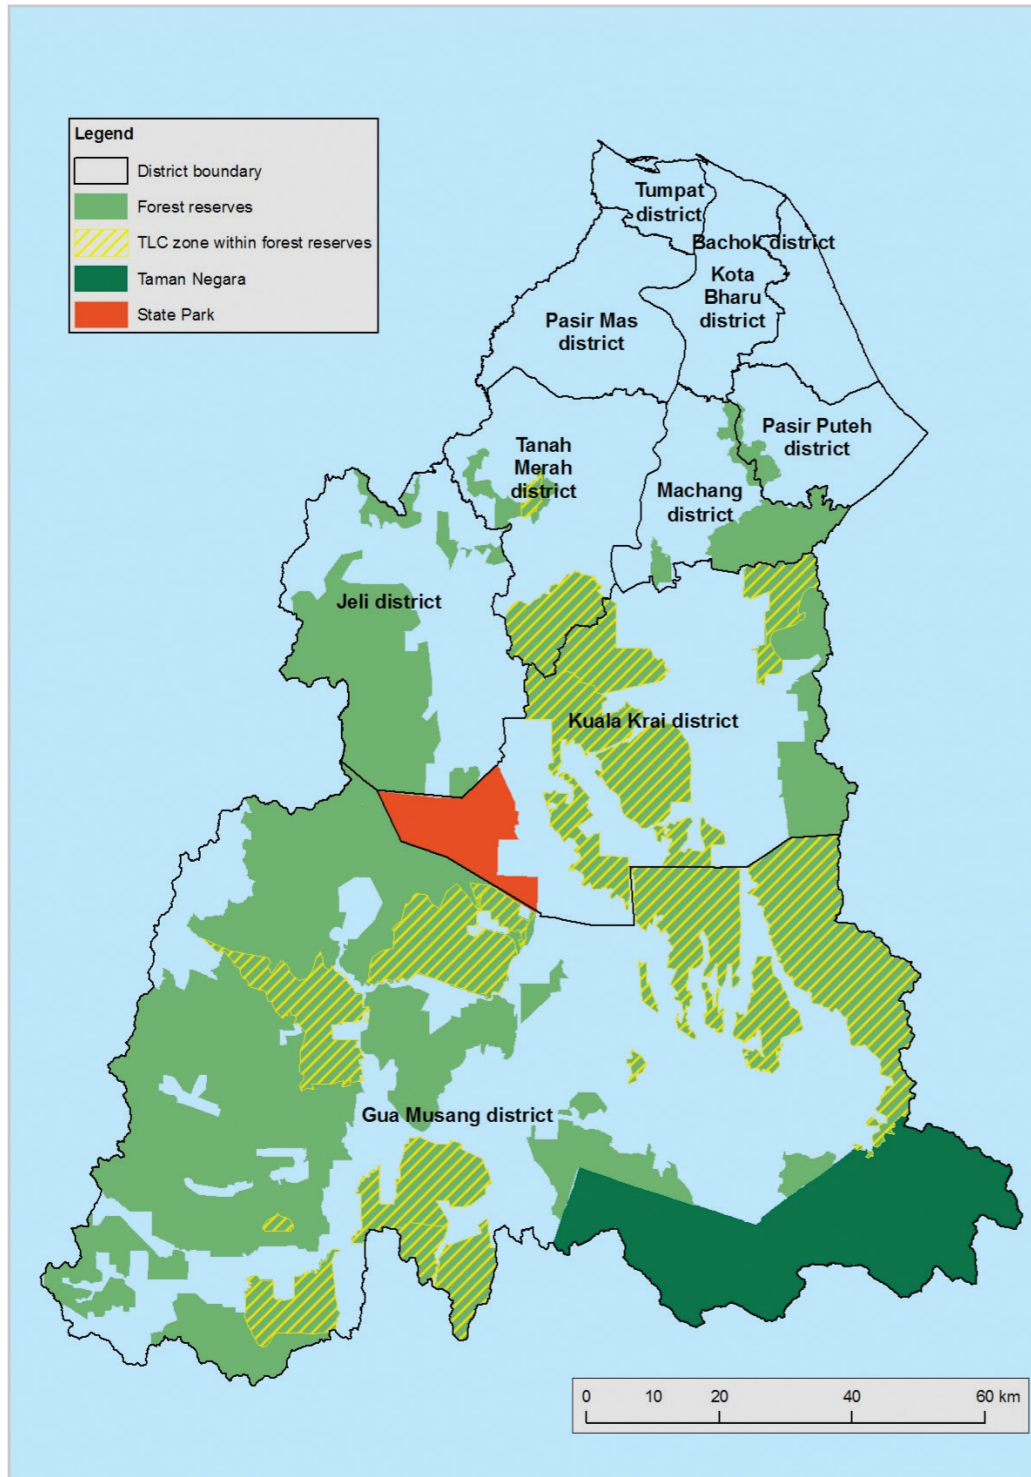 Legend
District boundary
Forest reserves
TLC zone within forest reserves
Taman Negara
State Park
Tumpat
district
Bachok district
Kota
Bharu
district
Pasir Mas
district
Pasir Puteh
district
Tanah
Merah
district
Machang
district
Jeli district
Kuala Krai district
Gua Musang district
0 10 20 40 60 km